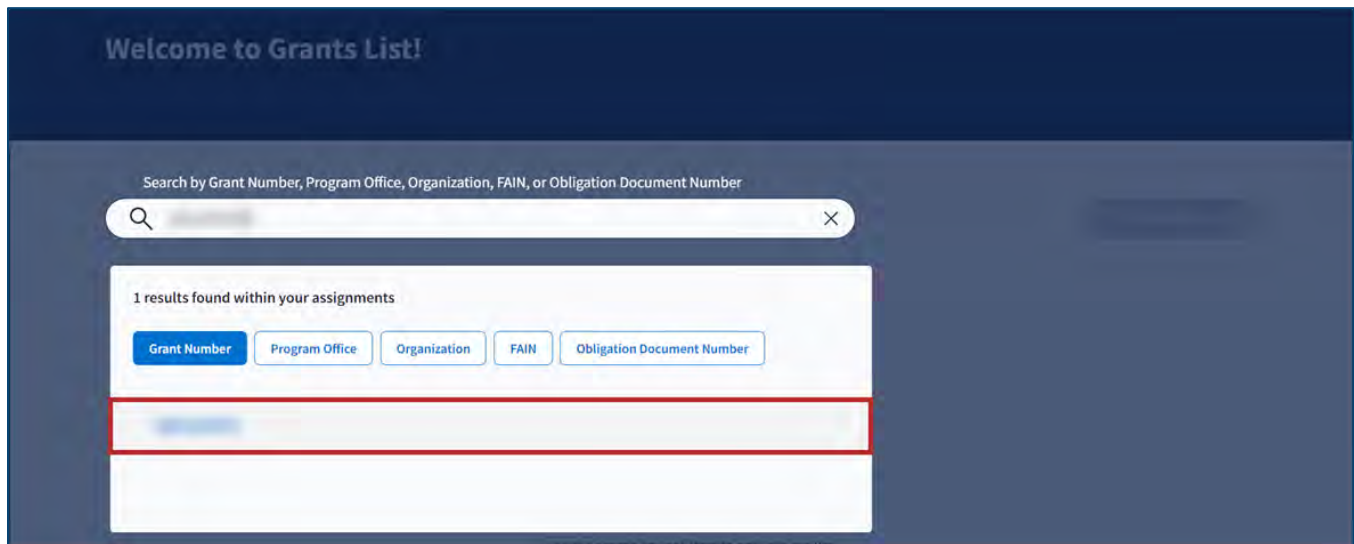 Welcome to Grants List!
Search by Grant Number, Program Office, Organization, FAIN, or Obligation Document Number
1 results found within your assignments
Grant Number Program Office Organization FAIN Obligation Document Number